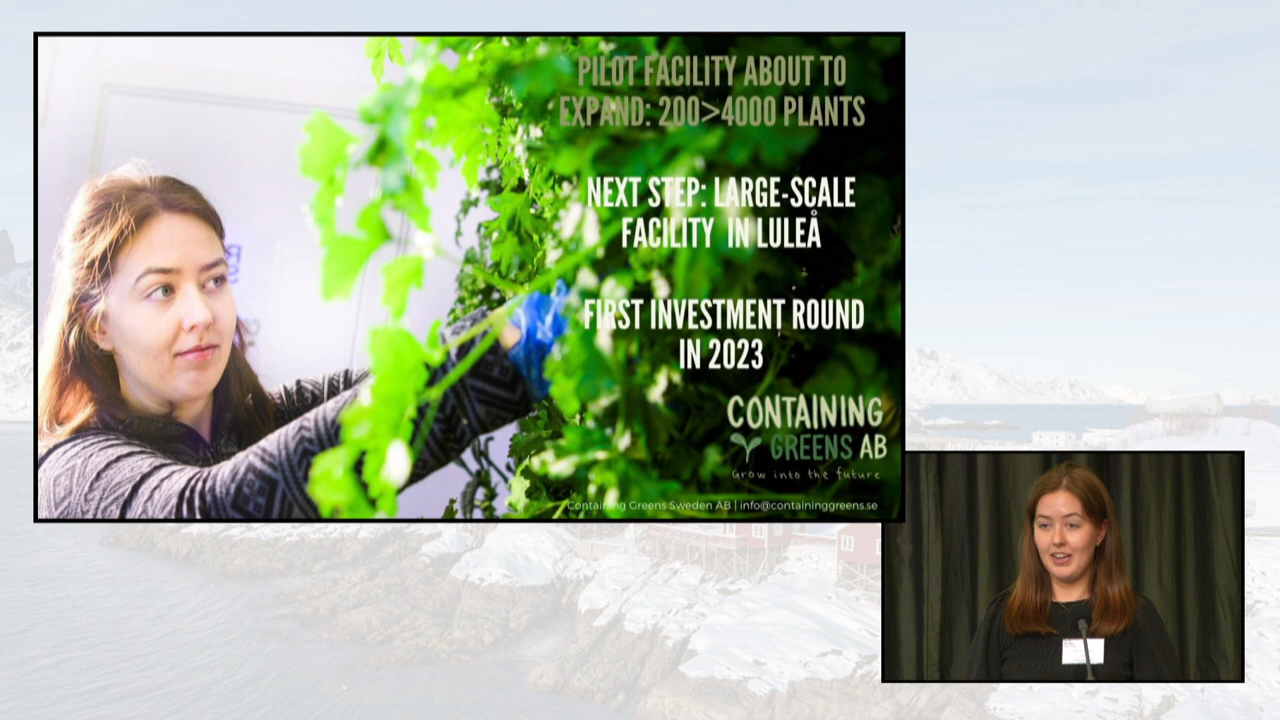 PILOT FACILITY ABOUT TO
EXPAND: 200>4000 PLANTS
NEXT STEP: LARGE-SCALE
FACILITY IN LULEÅ
FIRST INVESTMENT ROUND
IN 2023
CONTAINING
GREENS AB
Grow into the future
Containing Greens Sweden AB | info@containinggreens.se